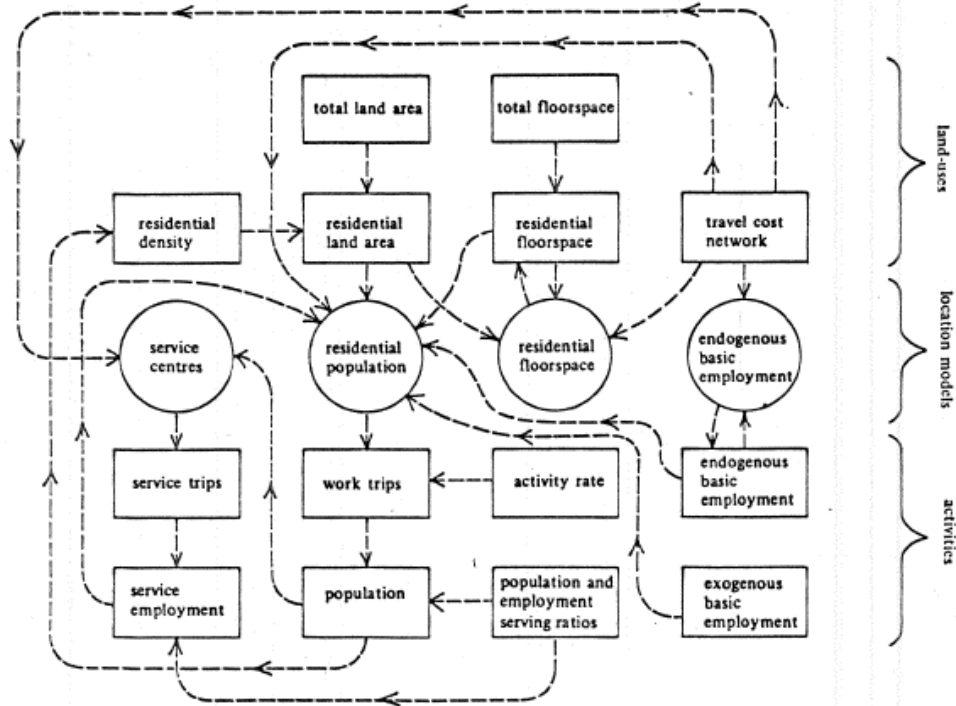 total land area
total floorspace
land-uses
residential
density
residential
land area
residential
floorspace
travel cost
network
service
centres
residential
population
residential
floorspace
endogenous
basic
employment
location models
service trips
work trips
activity rate
endogenous
basic
employment
activities
service
employment
population
population and
employment
serving ratios
exogenous
basic
employment